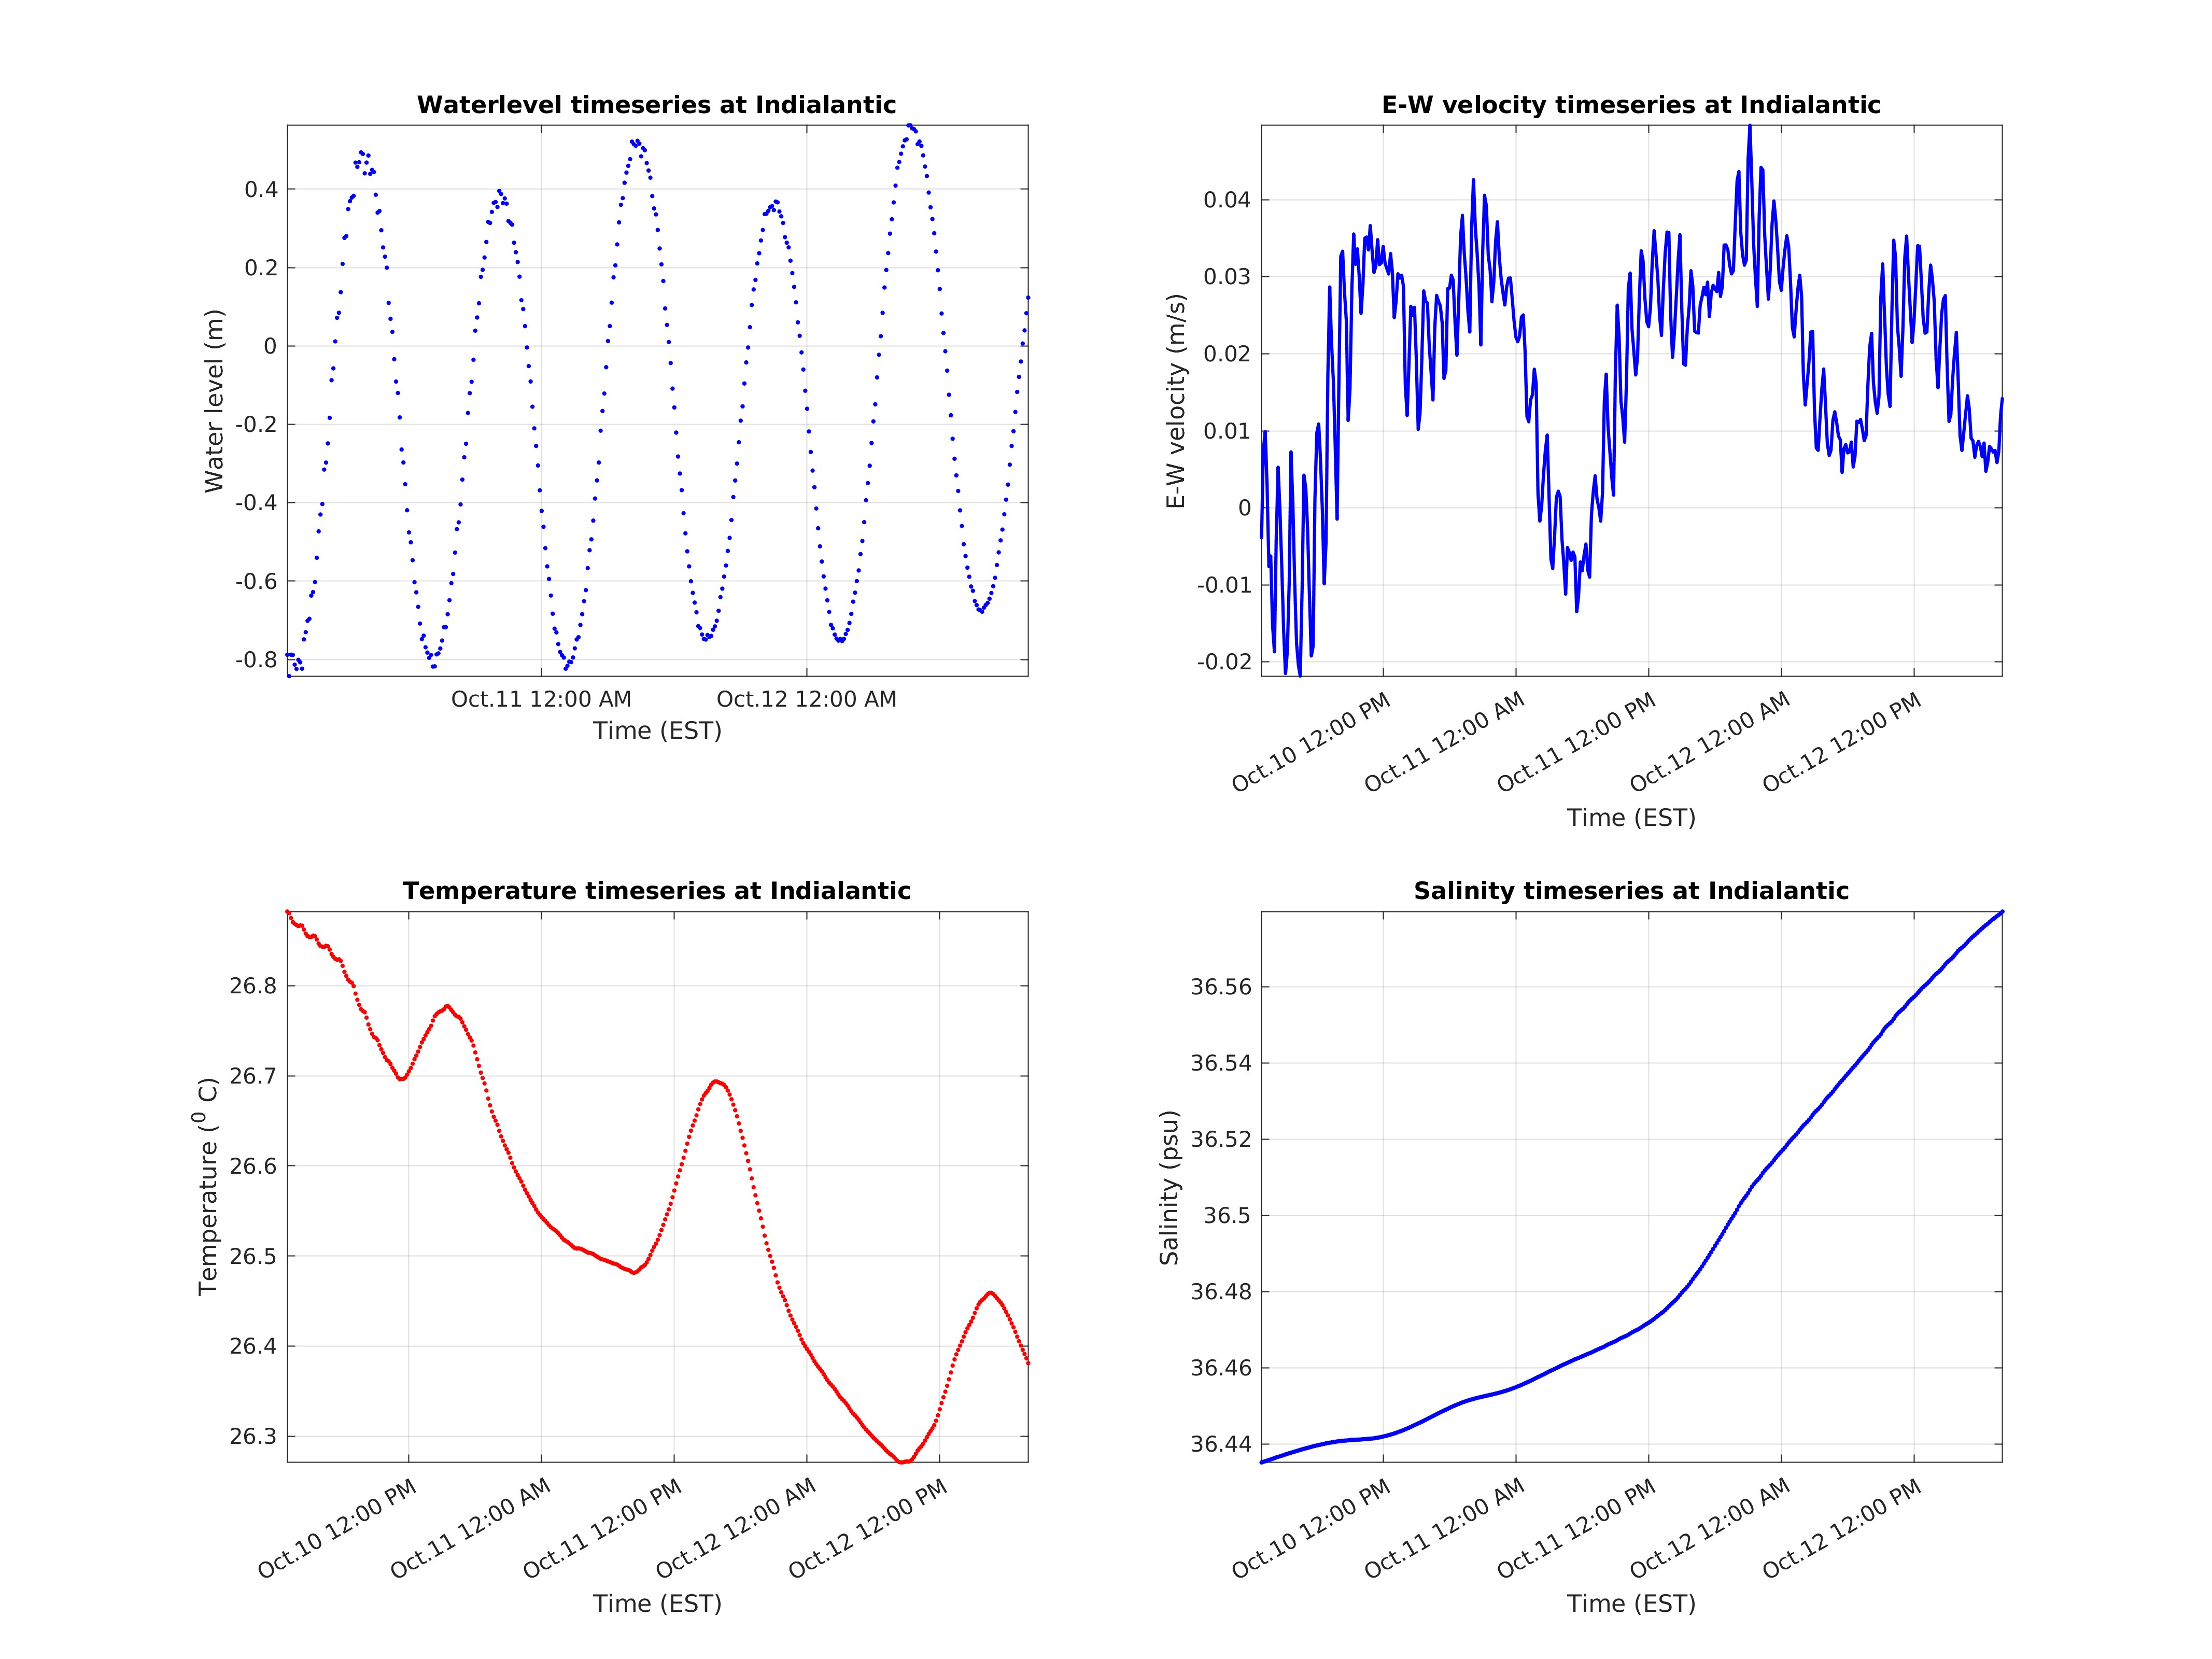 Waterlevel timeseries at Indialantic
0.4
0.2
0
-0.2
-0.4
-0.6
-0.8
Water level (m)
Oct.11 12:00 AM
Oct.12 12:00 AM
Time (EST)
E-W velocity timeseries at Indialantic
0.04
0.03
0.02
0.01
0
-0.01
-0.02
E-W velocity (m/s)
Oct.10 12:00 PM
Oct.11 12:00 AM
Oct.11 12:00 PM
Oct.12 12:00 AM
Oct.12 12:00 PM
Time (EST)
Temperature timeseries at Indialantic
26.8
26.7
26.6
26.5
26.4
26.3
Temperature (⁰ C)
Oct.10 12:00 PM
Oct.11 12:00 AM
Oct.11 12:00 PM
Oct.12 12:00 AM
Oct.12 12:00 PM
Time (EST)
Salinity timeseries at Indialantic
36.56
36.54
36.52
36.5
36.48
36.46
36.44
Salinity (psu)
Oct.10 12:00 PM
Oct.11 12:00 AM
Oct.11 12:00 PM
Oct.12 12:00 AM
Oct.12 12:00 PM
Time (EST)